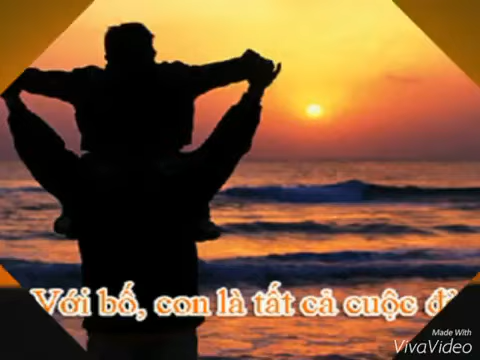 Với bố, con là tất cả cuộc
Made With
VivaVideo